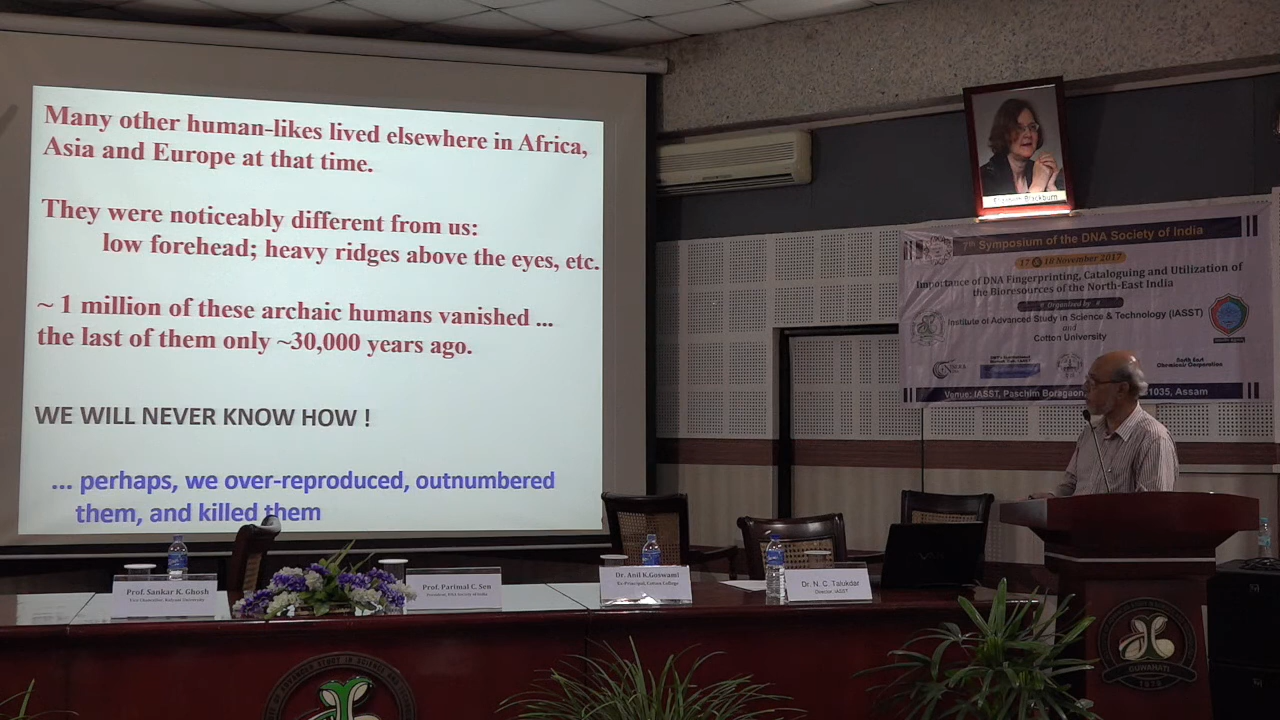 Many other human-likes lived elsewhere in Africa,
Asia and Europe at that time.
They were noticeably different from us:
low forehead; heavy ridges above the eyes, etc.
~ 1 million of these archaic humans vanished ...
the last of them only ~30,000 years ago.
WE WILL NEVER KNOW HOW !
... perhaps, we over-reproduced, outnumbered
them, and killed them
Blackburn
7th Symposium of the DNA Society of India
17 & 18 November 2017
Importance of DNA Fingerprinting, Cataloguing and Utilization of
the Bioresources of the North-East India
Organized by
Institute of Advanced Study in Science & Technology (IASST)
and
Cotton University
Venue: IASST, Paschim Boragaon, 1035, Assam
Prof. Sankar K. Ghosh
Prof. Parimal C. Sen
Dr. Anil K.Goswami
Ex-Principal, Cotton College
Dr. N. C. Talukdar
Director, IASST
GUWAHATI